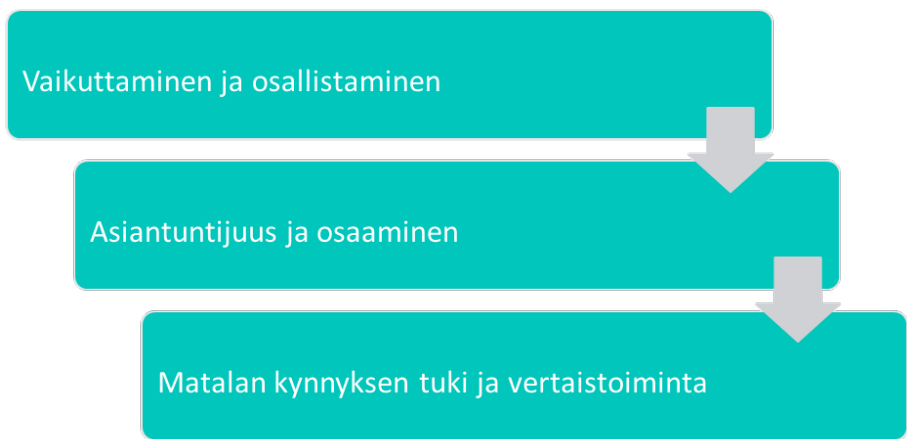 Vaikuttaminen ja osallistaminen
Asiantuntijuus ja osaaminen
Matalan kynnyksen tuki ja vertaistoiminta